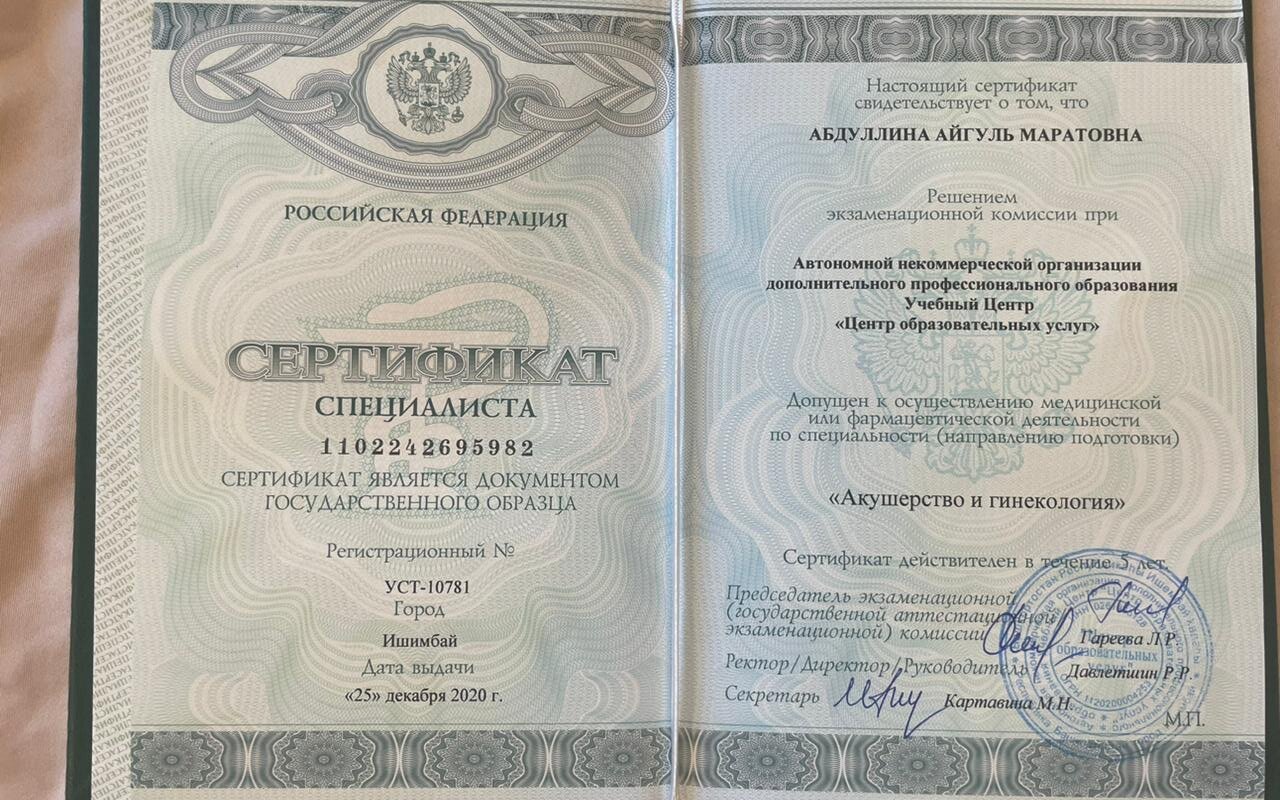 РОССИЙСКАЯ ФЕДЕРАЦИЯ
СЕРТИФИКАТ
СПЕЦИАЛИСТА
1102242695982
СЕРТИФИКАТ ЯВЛЯЕТСЯ ДОКУМЕНТОМ
ГОСУДАРСТВЕННОГО ОБРАЗЦА
Регистрационный №
УСТ-10781
Город
Ишимбай
Дата выдачи
«25» декабря 2020 г.
Настоящий сертификат
свидетельствует о том, что
АБДУЛЛИНА АЙГУЛЬ МАРАТОВНА
Решением
экзаменационной комиссии при
Автономной некоммерческой организации
дополнительного профессионального образования
Учебный Центр
«Центр образовательных услуг»
Допущен к осуществлению медицинской
или фармацевтической деятельности
по специальности (направлению подготовки)
«Акушерство и гинекология»
Сертификат действителен в течение 5 лет.
Председатель экзаменационной
(государственной аттестационной
экзаменационной) комиссии
Гареева Л.Р.
Ректор/Директор/Руководитель
Давлетшин Р.Р.
Секретарь
Картавина М.Н.
М.П.
образовательных
услуг"